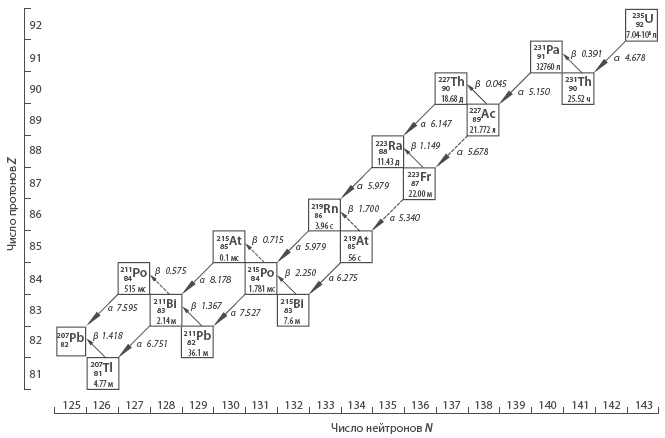 Число протонов Z
92
91
90
89
88
87
86
85
84
83
82
81
235
92 U
7.04·10⁸ л
α 4.678
231
91 Pa
32760 л
β 0.391
231
90 Th
25.52 ч
α 5.150
227
90 Th
18.68 д
β 0.045
227
89 Ac
21.772 л
α 6.147
α 5.678
223
88 Ra
11.43 д
β 1.149
223
87 Fr
22.00 м
α 5.979
α 5.340
219
86 Rn
3.96 с
β 1.700
219
85 At
56 с
α 5.979
α 6.275
215
85 At
0.1 мс
β 0.715
215
84 Po
1.781 мс
β 2.250
215
83 Bi
7.6 м
α 8.178
α 7.527
211
84 Po
515 мс
β 0.575
211
83 Bi
2.14 м
β 1.367
211
82 Pb
36.1 м
α 7.595
α 6.751
207
82 Pb
β 1.418
207
81 Tl
4.77 м
125 126 127 128 129 130 131 132 133 134 135 136 137 138 139 140 141 142 143
Число нейтронов N